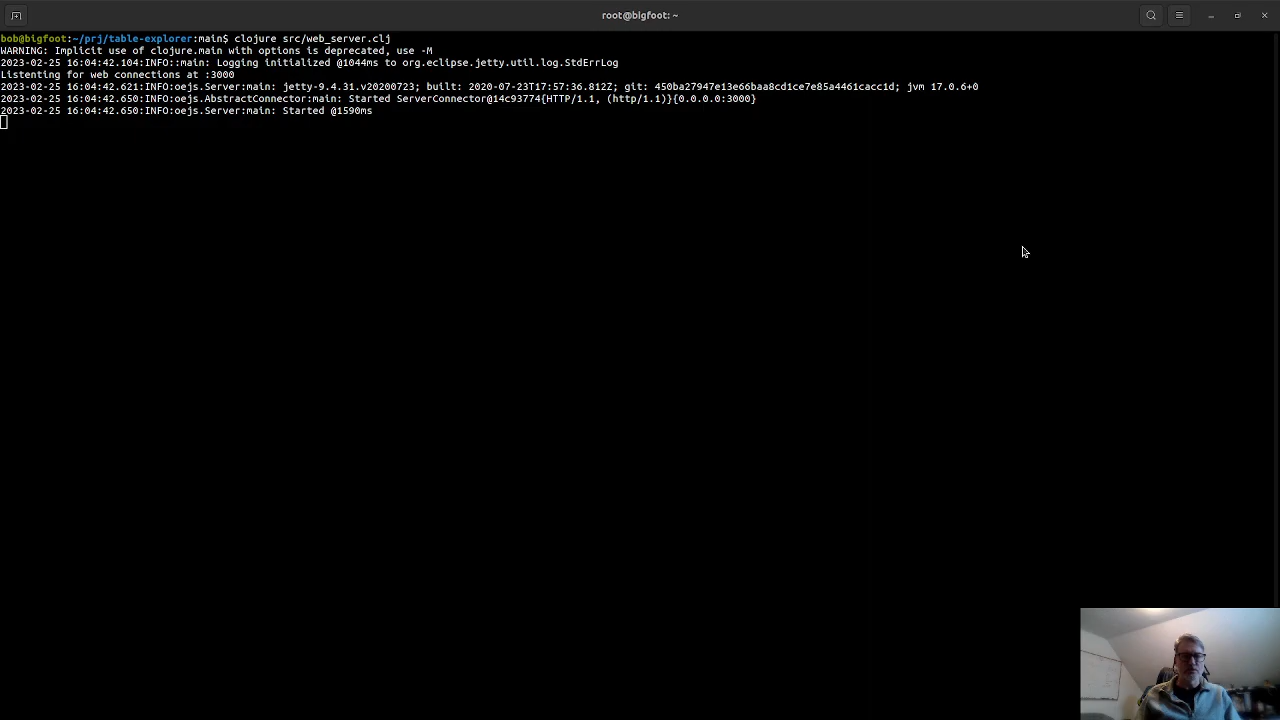 root@bigfoot: ~
bob@bigfoot:~/prj/table-explorer:main$ clojure src/web_server.clj
WARNING: Implicit use of clojure.main with options is deprecated, use -M
2023-02-25 16:04:42.104:INFO::main: Logging initialized @1044ms to org.eclipse.jetty.util.log.StdErrLog
Listenting for web connections at :3000
2023-02-25 16:04:42.621:INFO:oejs.Server:main: jetty-9.4.31.v20200723; built: 2020-07-23T17:57:36.812Z; git: 450ba27947e13e66baa8cd1ce7e85a4461cacc1d; jvm 17.0.6+0
2023-02-25 16:04:42.650:INFO:oejs.AbstractConnector:main: Started ServerConnector@14c93774{HTTP/1.1, (http/1.1)}{0.0.0.0:3000}
2023-02-25 16:04:42.650:INFO:oejs.Server:main: Started @1590ms